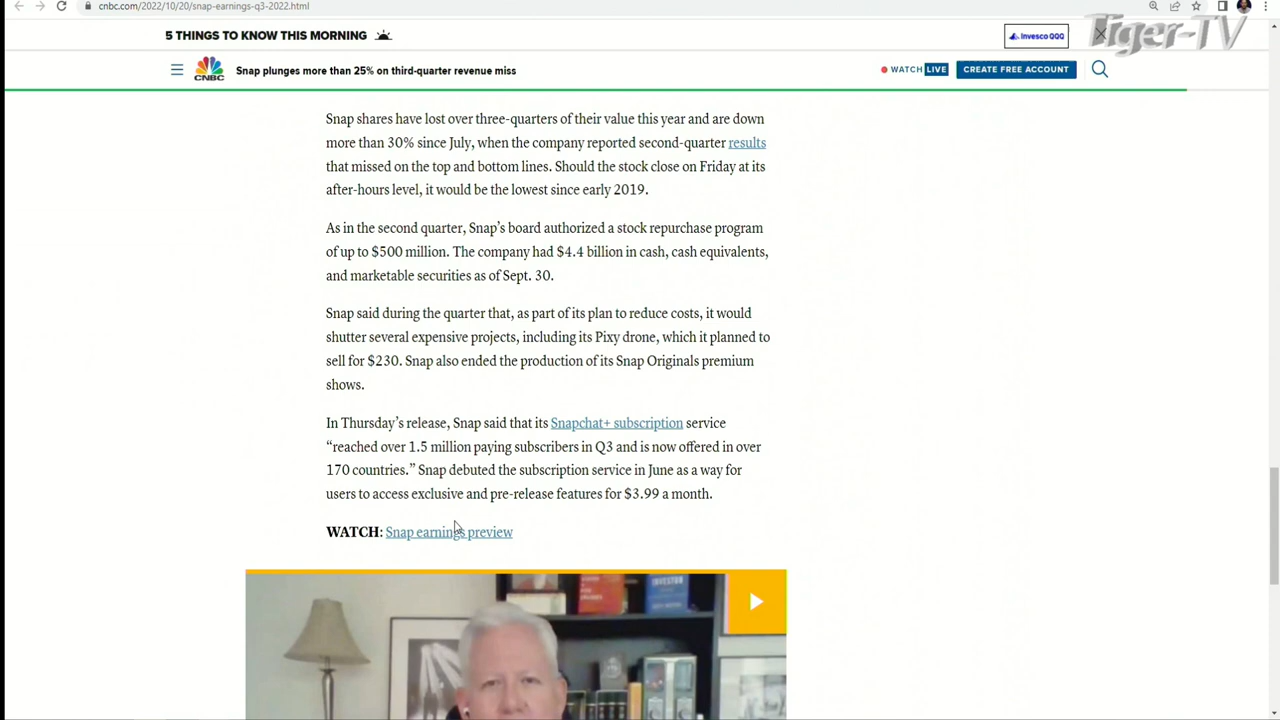 cnbc.com/2022/10/20/snap-earnings-q3-2022.html
Tiger-TV
5 THINGS TO KNOW THIS MORNING
Invesco QQQ
CNBC
Snap plunges more than 25% on third-quarter revenue miss
WATCH LIVE
CREATE FREE ACCOUNT
Snap shares have lost over three-quarters of their value this year and are down
more than 30% since July, when the company reported second-quarter results
that missed on the top and bottom lines. Should the stock close on Friday at its
after-hours level, it would be the lowest since early 2019.
As in the second quarter, Snap’s board authorized a stock repurchase program
of up to $500 million. The company had $4.4 billion in cash, cash equivalents,
and marketable securities as of Sept. 30.
Snap said during the quarter that, as part of its plan to reduce costs, it would
shutter several expensive projects, including its Pixy drone, which it planned to
sell for $230. Snap also ended the production of its Snap Originals premium
shows.
In Thursday’s release, Snap said that its Snapchat+ subscription service
“reached over 1.5 million paying subscribers in Q3 and is now offered in over
170 countries.” Snap debuted the subscription service in June as a way for
users to access exclusive and pre-release features for $3.99 a month.
WATCH: Snap earnings preview